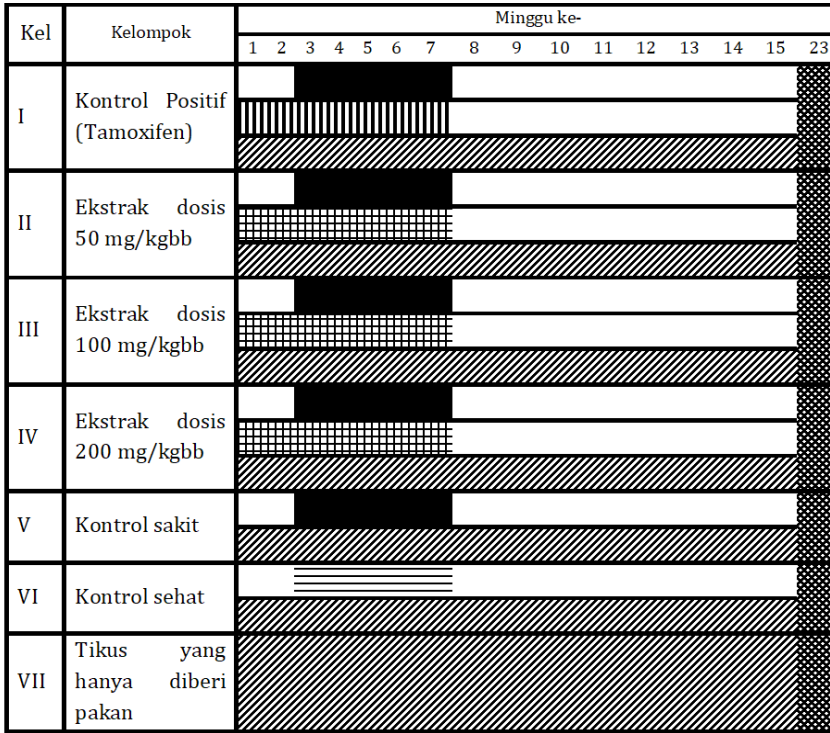 Kel Kelompok Minggu ke-
1 2 3 4 5 6 7 8 9 10 11 12 13 14 15 23
I Kontrol Positif
(Tamoxifen)
II Ekstrak dosis
50 mg/kgbb
III Ekstrak dosis
100 mg/kgbb
IV Ekstrak dosis
200 mg/kgbb
V Kontrol sakit
VI Kontrol sehat
VII Tikus yang
hanya diberi
pakan